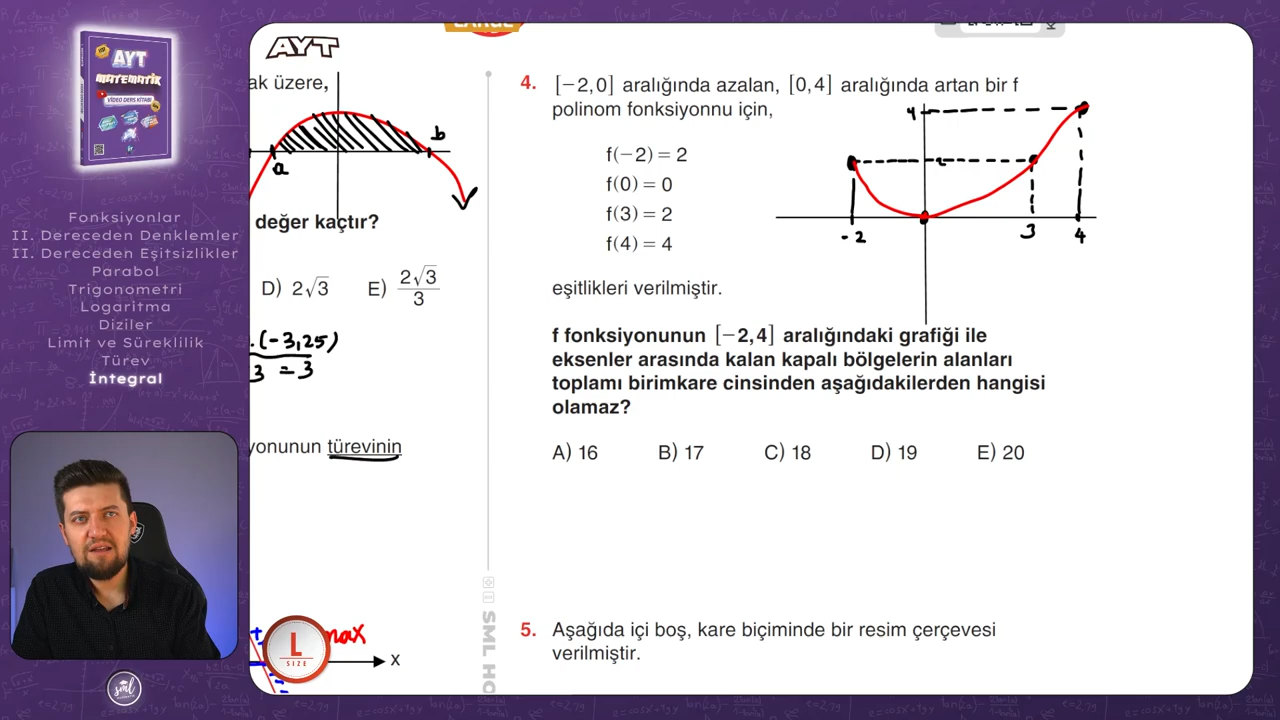 AYT
MATEMATİK
VİDEO DERS KİTABI
Fonksiyonlar
II. Dereceden Denklemler
II. Dereceden Eşitsizlikler
Parabol
Trigonometri
Logaritma
Diziler
Limit ve Süreklilik
Türev
İntegral
sml
AYT
ak üzere,
a
b
değer kaçtır?
D) 2√3 E) 2√3/3
.(-3,25)
3 = 3
yonunun türevinin
max
x
L
SIZE
SML HO
4. [−2,0] aralığında azalan, [0,4] aralığında artan bir f
polinom fonksiyonnu için,
f(−2) = 2
f(0) = 0
f(3) = 2
f(4) = 4
4
2
-2
3
4
eşitlikleri verilmiştir.
f fonksiyonunun [−2,4] aralığındaki grafiği ile
eksenler arasında kalan kapalı bölgelerin alanları
toplamı birimkare cinsinden aşağıdakilerden hangisi
olamaz?
A) 16 B) 17 C) 18 D) 19 E) 20
5. Aşağıda içi boş, kare biçiminde bir resim çerçevesi
verilmiştir.